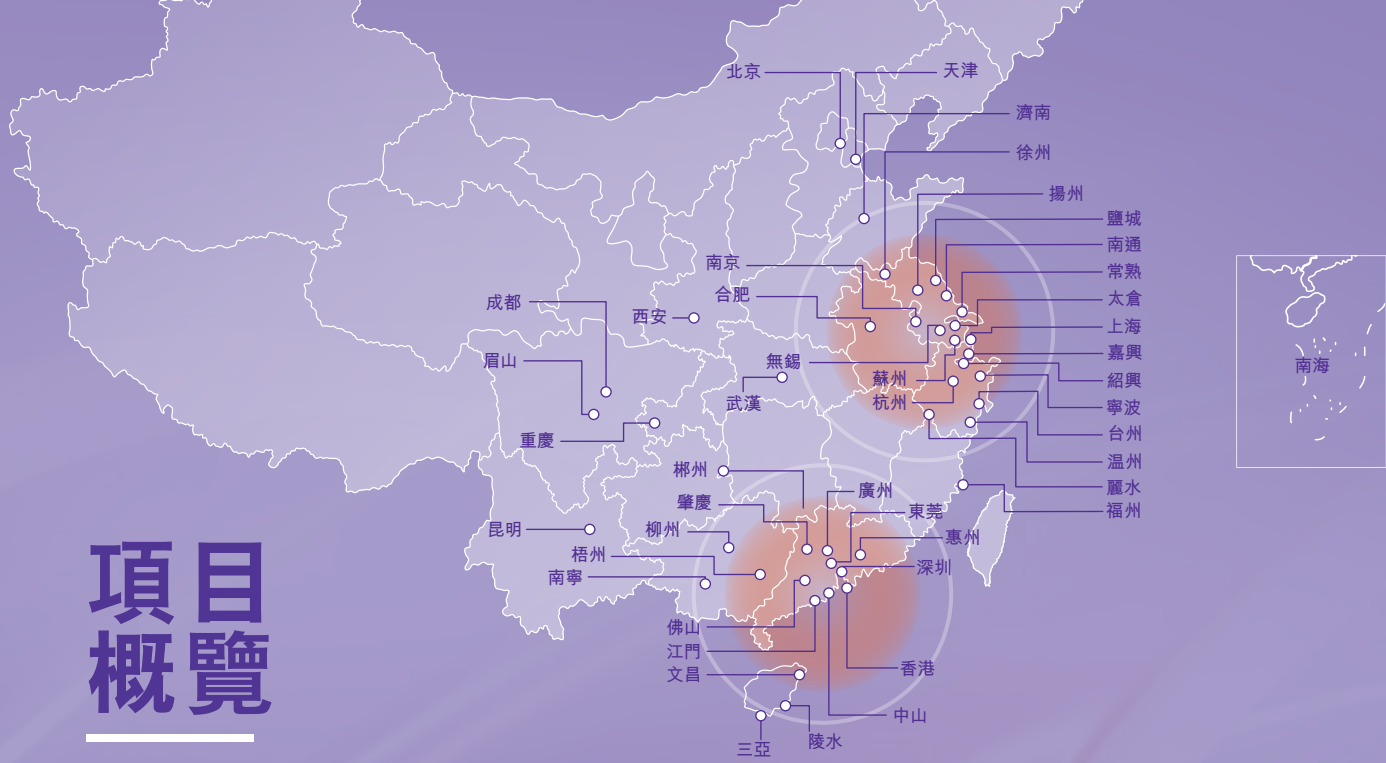 北京
天津
濟南
徐州
揚州
鹽城
南通
南京
常熟
合肥
太倉
成都
西安
上海
嘉興
眉山
無錫
南海
蘇州
紹興
武漢
杭州
寧波
台州
重慶
温州
郴州
麗水
廣州
肇慶
東莞
福州
昆明
柳州
惠州
梧州
深圳
南寧
項目
概覽
佛山
江門
香港
文昌
中山
陵水
三亞